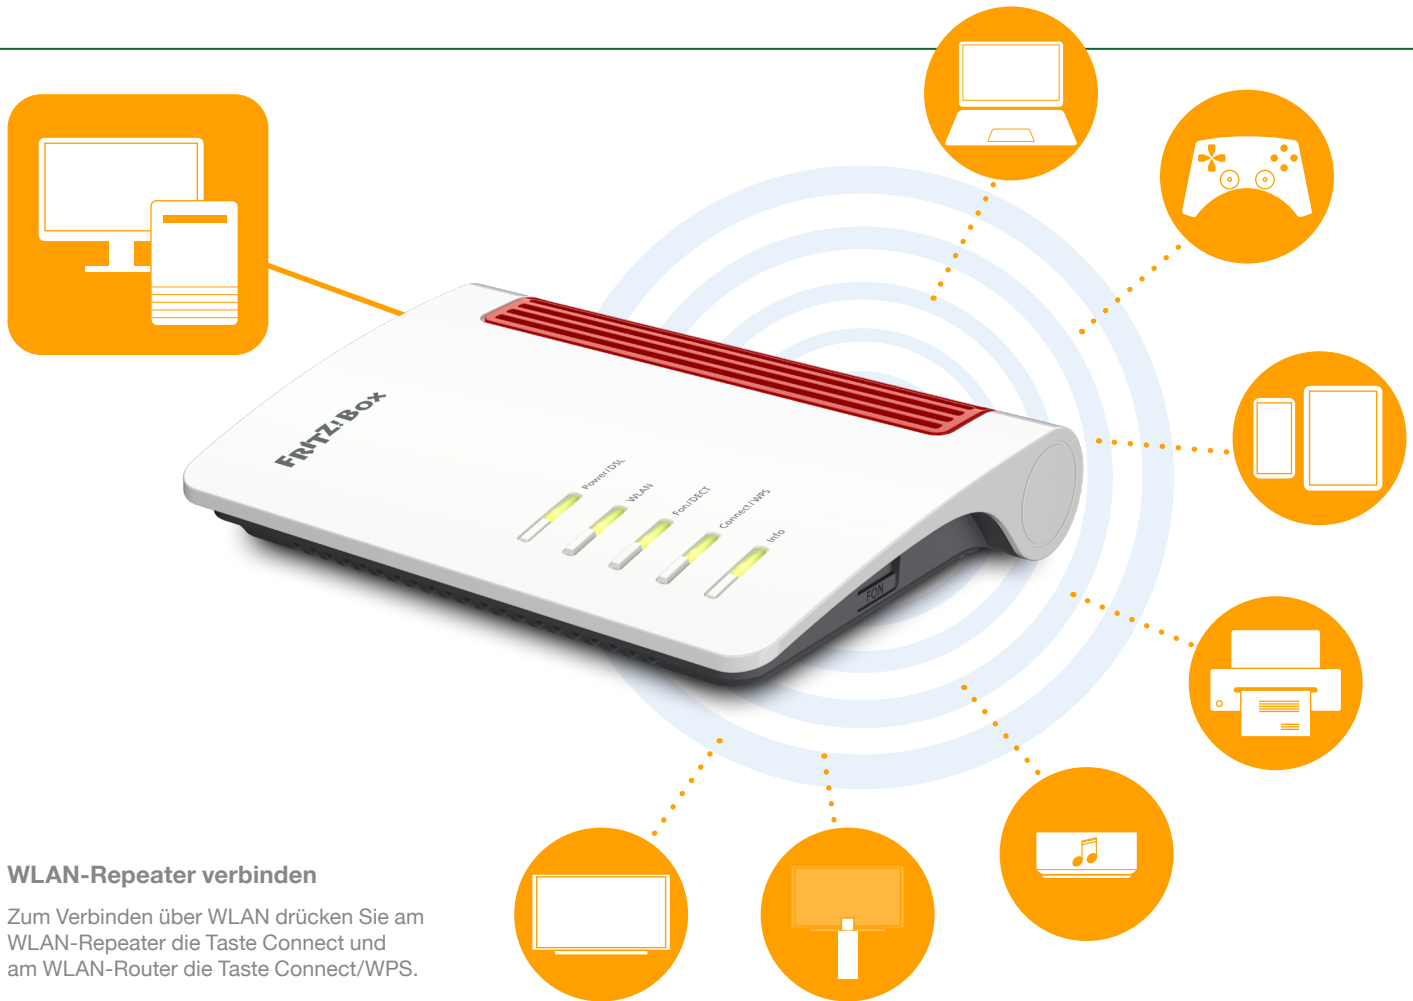 FRITZ!Box
Power/DSL
WLAN
Fon/DECT
Connect/WPS
Info
FON
WLAN-Repeater verbinden
Zum Verbinden über WLAN drücken Sie am
WLAN-Repeater die Taste Connect und
am WLAN-Router die Taste Connect/WPS.